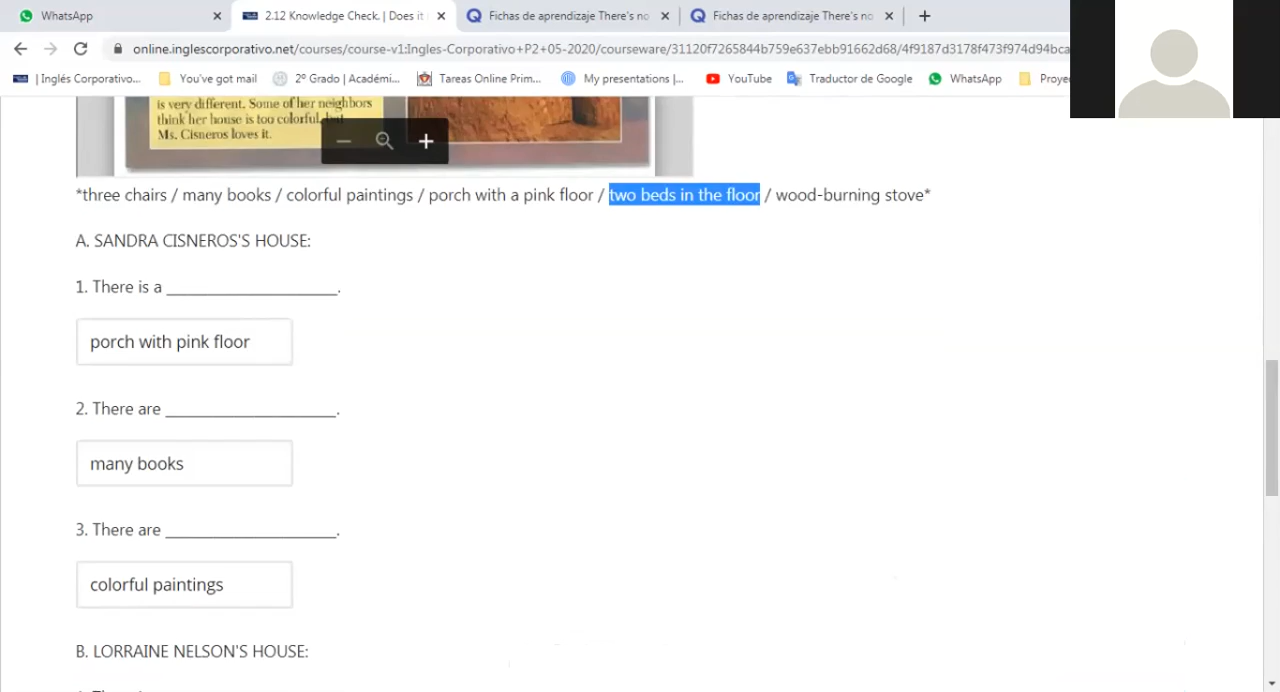 WhatsApp
2.12 Knowledge Check. | Does it
Fichas de aprendizaje There's no
Fichas de aprendizaje There's no
online.inglescorporativo.net/courses/course-v1:Ingles-Corporativo+P2+05-2020/courseware/31120f7265844b759e637ebb91662d68/4f9187d3178f473f974d94bca
| Inglés Corporativo...
You've got mail
2º Grado | Académi...
Tareas Online Prim...
My presentations |...
YouTube
Traductor de Google
WhatsApp
Proye
is very different. Some of her neighbors
think her house is too colorful, but
Ms. Cisneros loves it.
*three chairs / many books / colorful paintings / porch with a pink floor / two beds in the floor / wood-burning stove*
A. SANDRA CISNEROS'S HOUSE:
1. There is a ____________________.
porch with pink floor
2. There are ____________________.
many books
3. There are ____________________.
colorful paintings
B. LORRAINE NELSON'S HOUSE: